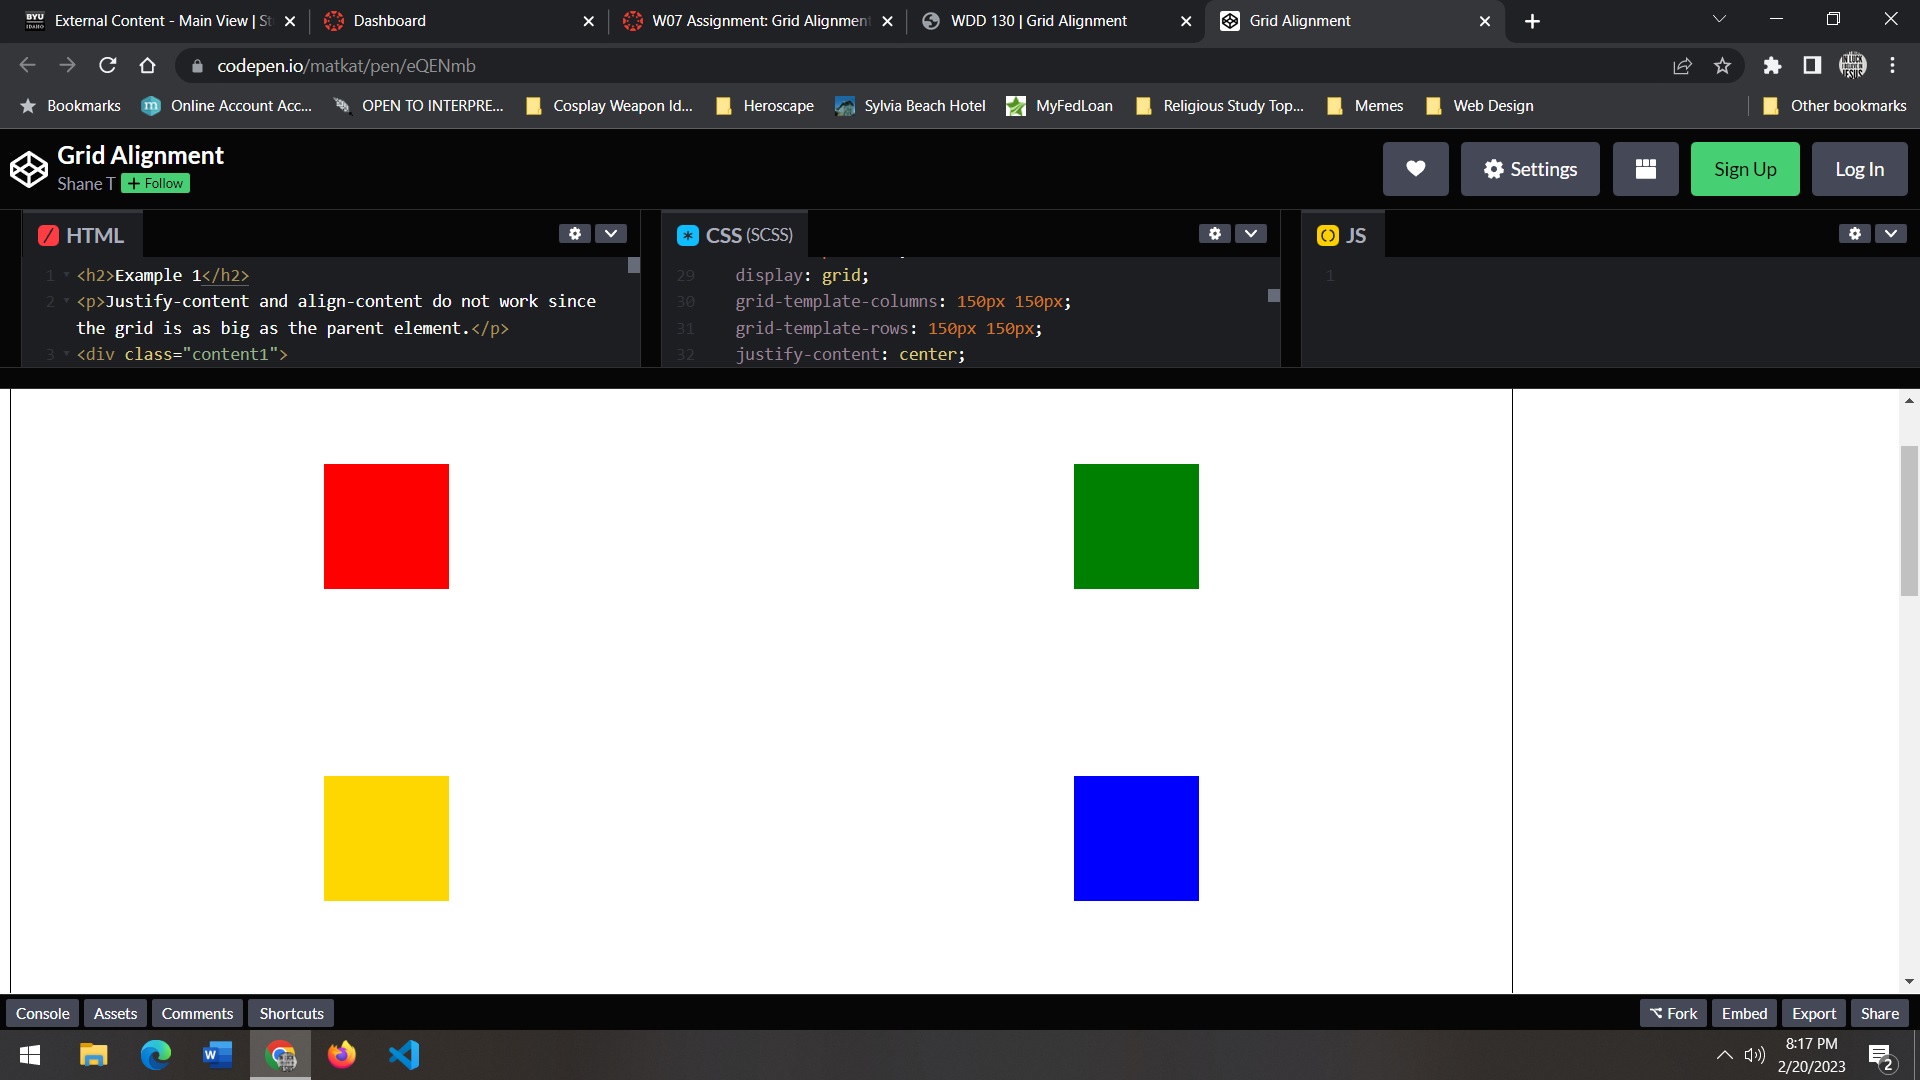 External Content - Main View | St
Dashboard
W07 Assignment: Grid Alignment
WDD 130 | Grid Alignment
Grid Alignment
codepen.io/matkat/pen/eQENmb
Bookmarks
Online Account Acc...
OPEN TO INTERPRE...
Cosplay Weapon Id...
Heroscape
Sylvia Beach Hotel
MyFedLoan
Religious Study Top...
Memes
Web Design
Other bookmarks
Grid Alignment
Shane T
+ Follow
Settings
Sign Up
Log In
HTML
1 <h2>Example 1</h2>
2 <p>Justify-content and align-content do not work since
the grid is as big as the parent element.</p>
3 <div class="content1">
CSS (SCSS)
29 display: grid;
30 grid-template-columns: 150px 150px;
31 grid-template-rows: 150px 150px;
32 justify-content: center;
JS
1
Console
Assets
Comments
Shortcuts
Fork
Embed
Export
Share
8:17 PM
2/20/2023
2